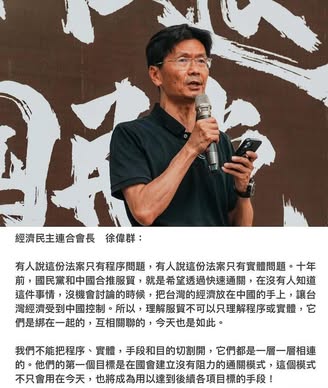 經濟民主連合會長　徐偉群：
有人說這份法案只有程序問題，有人說這份法案只有實體問題。十年
前，國民黨和中國合推服貿，就是希望透過快速通關，在沒有人知道
這件事情，沒機會討論的時候，把台灣的經濟放在中國的手上，讓台
灣經濟受到中國控制。所以，理解服貿不可以只理解程序或實體，它
們是綁在一起的，互相關聯的，今天也是如此。
我們不能把程序、實體，手段和目的切割開，它們都是一層一層相連
的。他們的第一個目標是在國會建立沒有阻力的通關模式，這個模式
不只會用在今天，也將成為用以達到後續各項目標的手段！